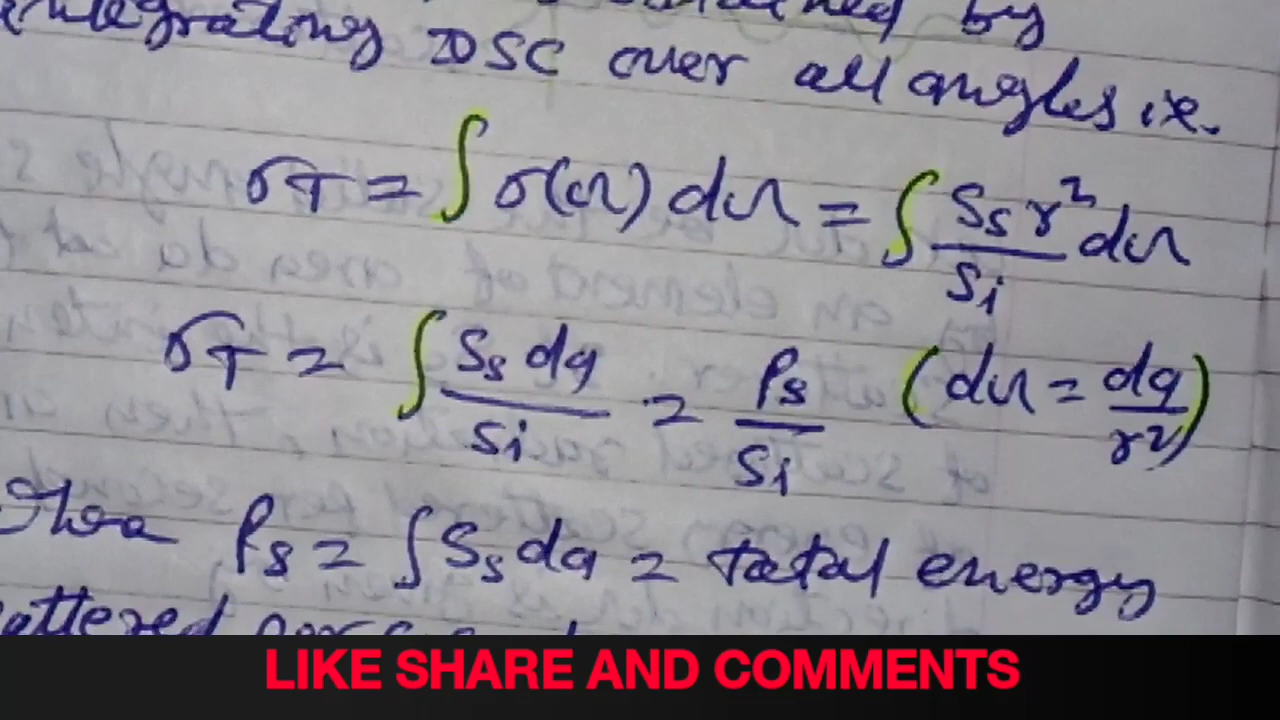 integrating DSC over all angles i.e.
σT = ∫ σ(Ω) dΩ = ∫ Ss r² / Si dΩ
σT = ∫ Ss da / Si = Ps / Si (dΩ = da / r²)
Ps = ∫ Ss da = total energy
LIKE SHARE AND COMMENTS